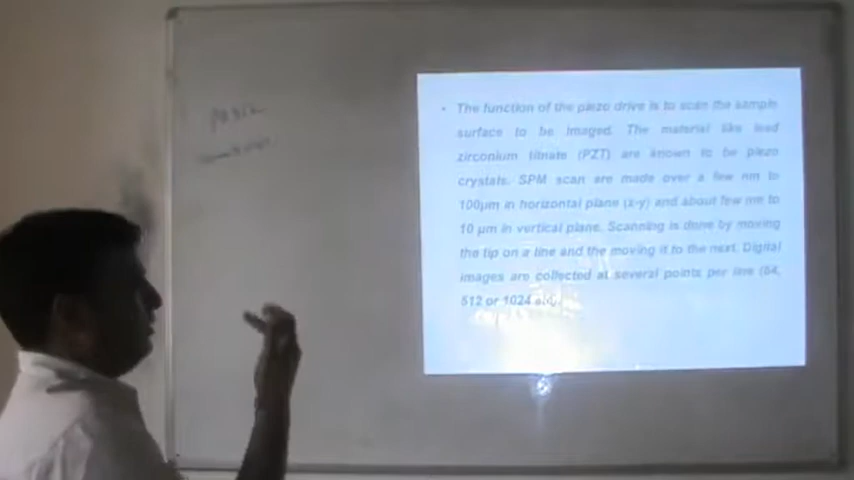 • The function of the piezo drive is to scan the sample
surface to be imaged. The material like lead
zirconium titnate (PZT) are known to be piezo
crystals. SPM scan are made over a few nm to
100µm in horizontal plane (x-y) and about few nm to
10 µm in vertical plane. Scanning is done by moving
the tip on a line and the moving it to the next. Digital
images are collected at several points per line (64,
512 or 1024